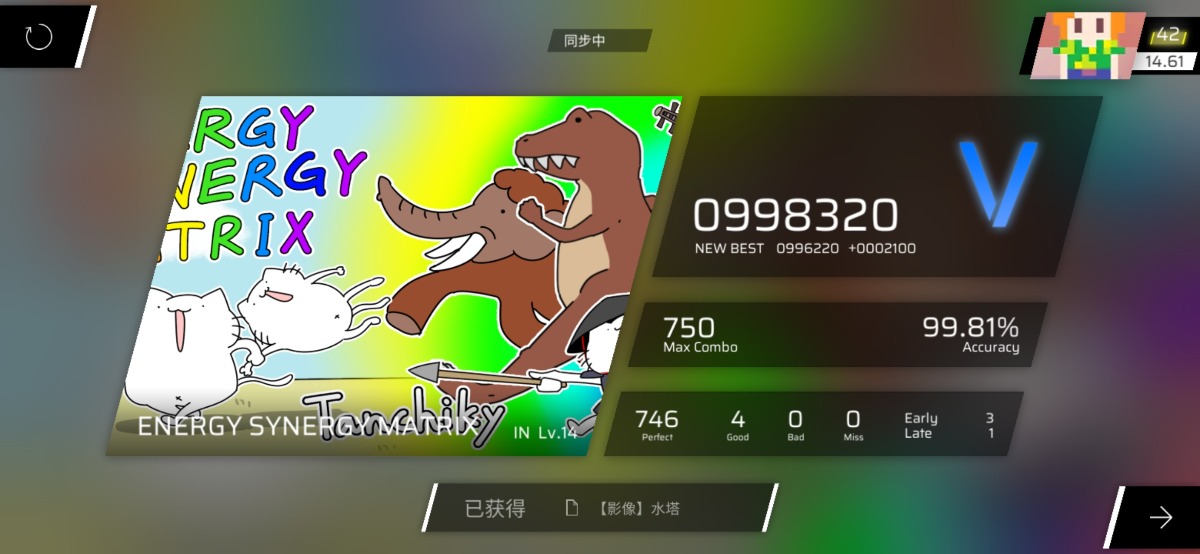 同步中
42
14.61
RGY
NERGY
TRIX
Tanchiky
ENERGY SYNERGY MATRIX
IN Lv.14
V
0998320
NEW BEST 0996220 +0002100
750
Max Combo
99.81%
Accuracy
746
Perfect
4
Good
0
Bad
0
Miss
Early 3
Late 1
已获得 【影像】水塔